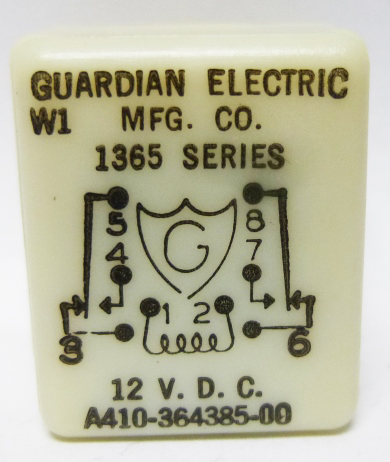 GUARDIAN ELECTRIC
W1 MFG. CO.
1365 SERIES
5 8
G
4 7
1 2
3 6
12 V. D. C.
A410-364385-00